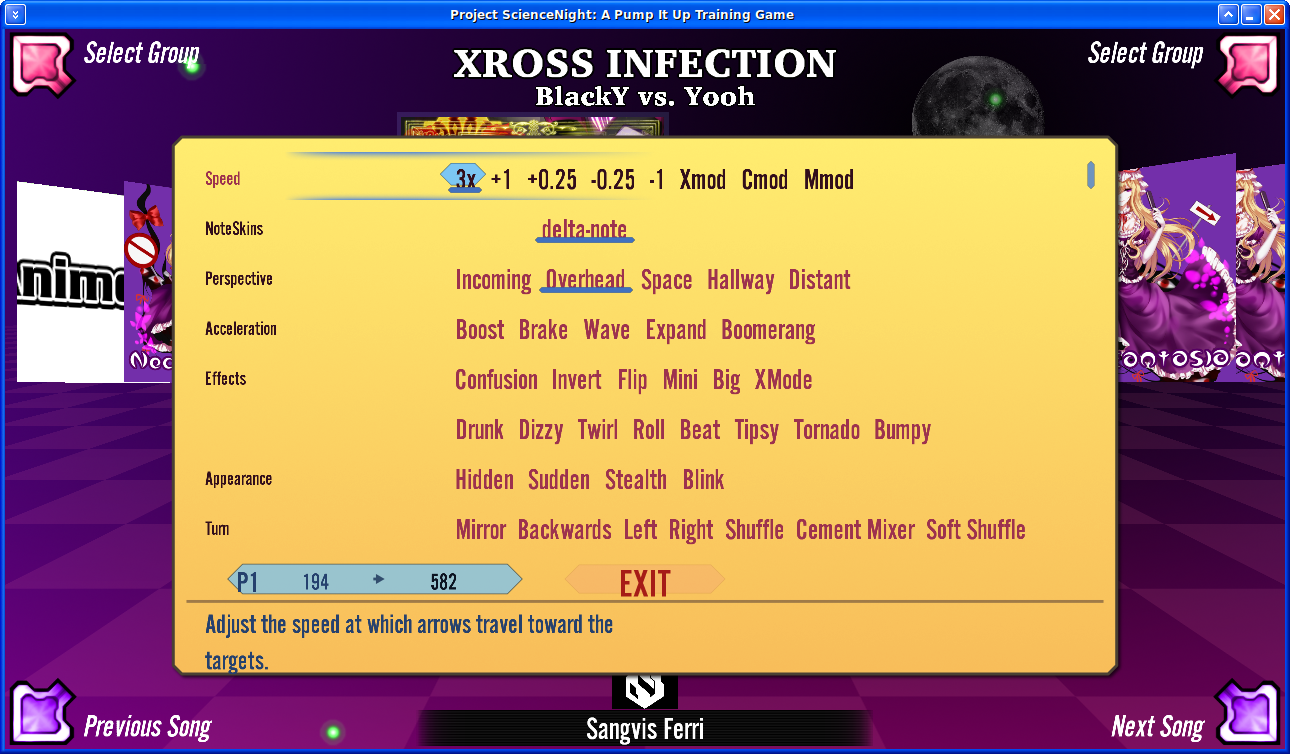 Project ScienceNight: A Pump It Up Training Game
Select Group
XROSS INFECTION
Select Group
BlackY vs. Yooh
Speed 3x +1 +0.25 -0.25 -1 Xmod Cmod Mmod
NoteSkins delta-note
Perspective Incoming Overhead Space Hallway Distant
Acceleration Boost Brake Wave Expand Boomerang
Effects Confusion Invert Flip Mini Big XMode
Drunk Dizzy Twirl Roll Beat Tipsy Tornado Bumpy
Appearance Hidden Sudden Stealth Blink
Turn Mirror Backwards Left Right Shuffle Cement Mixer Soft Shuffle
P1 194 582 EXIT
Adjust the speed at which arrows travel toward the
targets.
Previous Song
Sangvis Ferri
Next Song